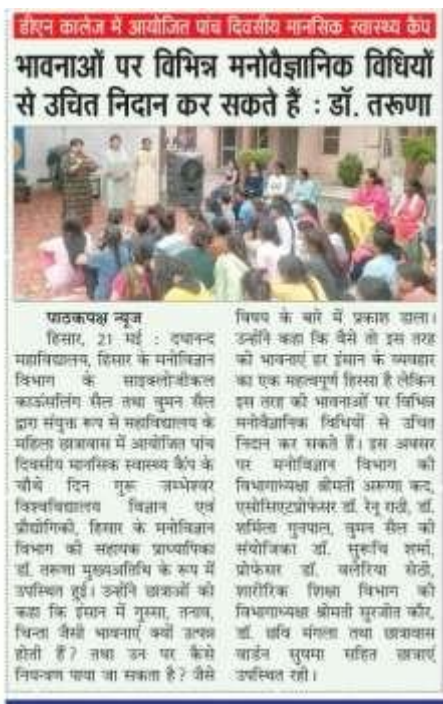 डीएन कालेज में आयोजित पांच दिवसीय मानसिक स्वास्थ्य कैंप
भावनाओं पर विभिन्न मनोवैज्ञानिक विधियों
से उचित निदान कर सकते हैं : डॉ. तरूणा
पाठकपक्ष न्यूज
हिसार, 21 मई : दयानन्द
महाविद्यालय, हिसार के मनोविज्ञान
विभाग के साइक्लोजीकल
काऊंसलिंग सैल तथा वुमन सैल
द्वारा संयुक्त रूप से महाविद्यालय के
महिला छात्रावास में आयोजित पांच
दिवसीय मानसिक स्वास्थ्य कैंप के
चौथे दिन गुरू जम्भेश्वर
विश्वविद्यालय विज्ञान एवं
प्रौद्योगिकी, हिसार के मनोविज्ञान
विभाग की सहायक प्राध्यापिका
डॉ. तरूणा मुख्यअतिथि के रूप में
उपस्थित हुई। उन्होंने छात्राओं को
कहा कि इंसान में गुस्सा, तनाव,
चिन्ता जैसी भावनाएं क्यों उत्पन्न
होती हैं? तथा उन पर कैसे
नियन्त्रण पाया जा सकता है? जैसे
विषय के बारे में प्रकाश डाला।
उन्होंने कहा कि वैसे तो इस तरह
की भावनाएं हर इंसान के व्यवहार
का एक महत्वपूर्ण हिस्सा है लेकिन
इस तरह की भावनाओं पर विभिन्न
मनोवैज्ञानिक विधियों से उचित
निदान कर सकते हैं। इस अवसर
पर मनोविज्ञान विभाग की
विभागाध्यक्षा श्रीमती अरूणा कद,
एसोसिएटप्रोफेसर डॉ. रेनू राठी, डॉ.
शर्मिला गुनपाल, वुमन सैल की
संयोजिका डॉ. सुरूचि शर्मा,
प्रोफेसर डॉ. वलेरिया सेठी,
शारीरिक शिक्षा विभाग की
विभागाध्यक्षा श्रीमती सुरजीत कौर,
डॉ. छवि मंगला तथा छात्रावास
वार्डन सुषमा सहित छात्राएं
उपस्थित रही।